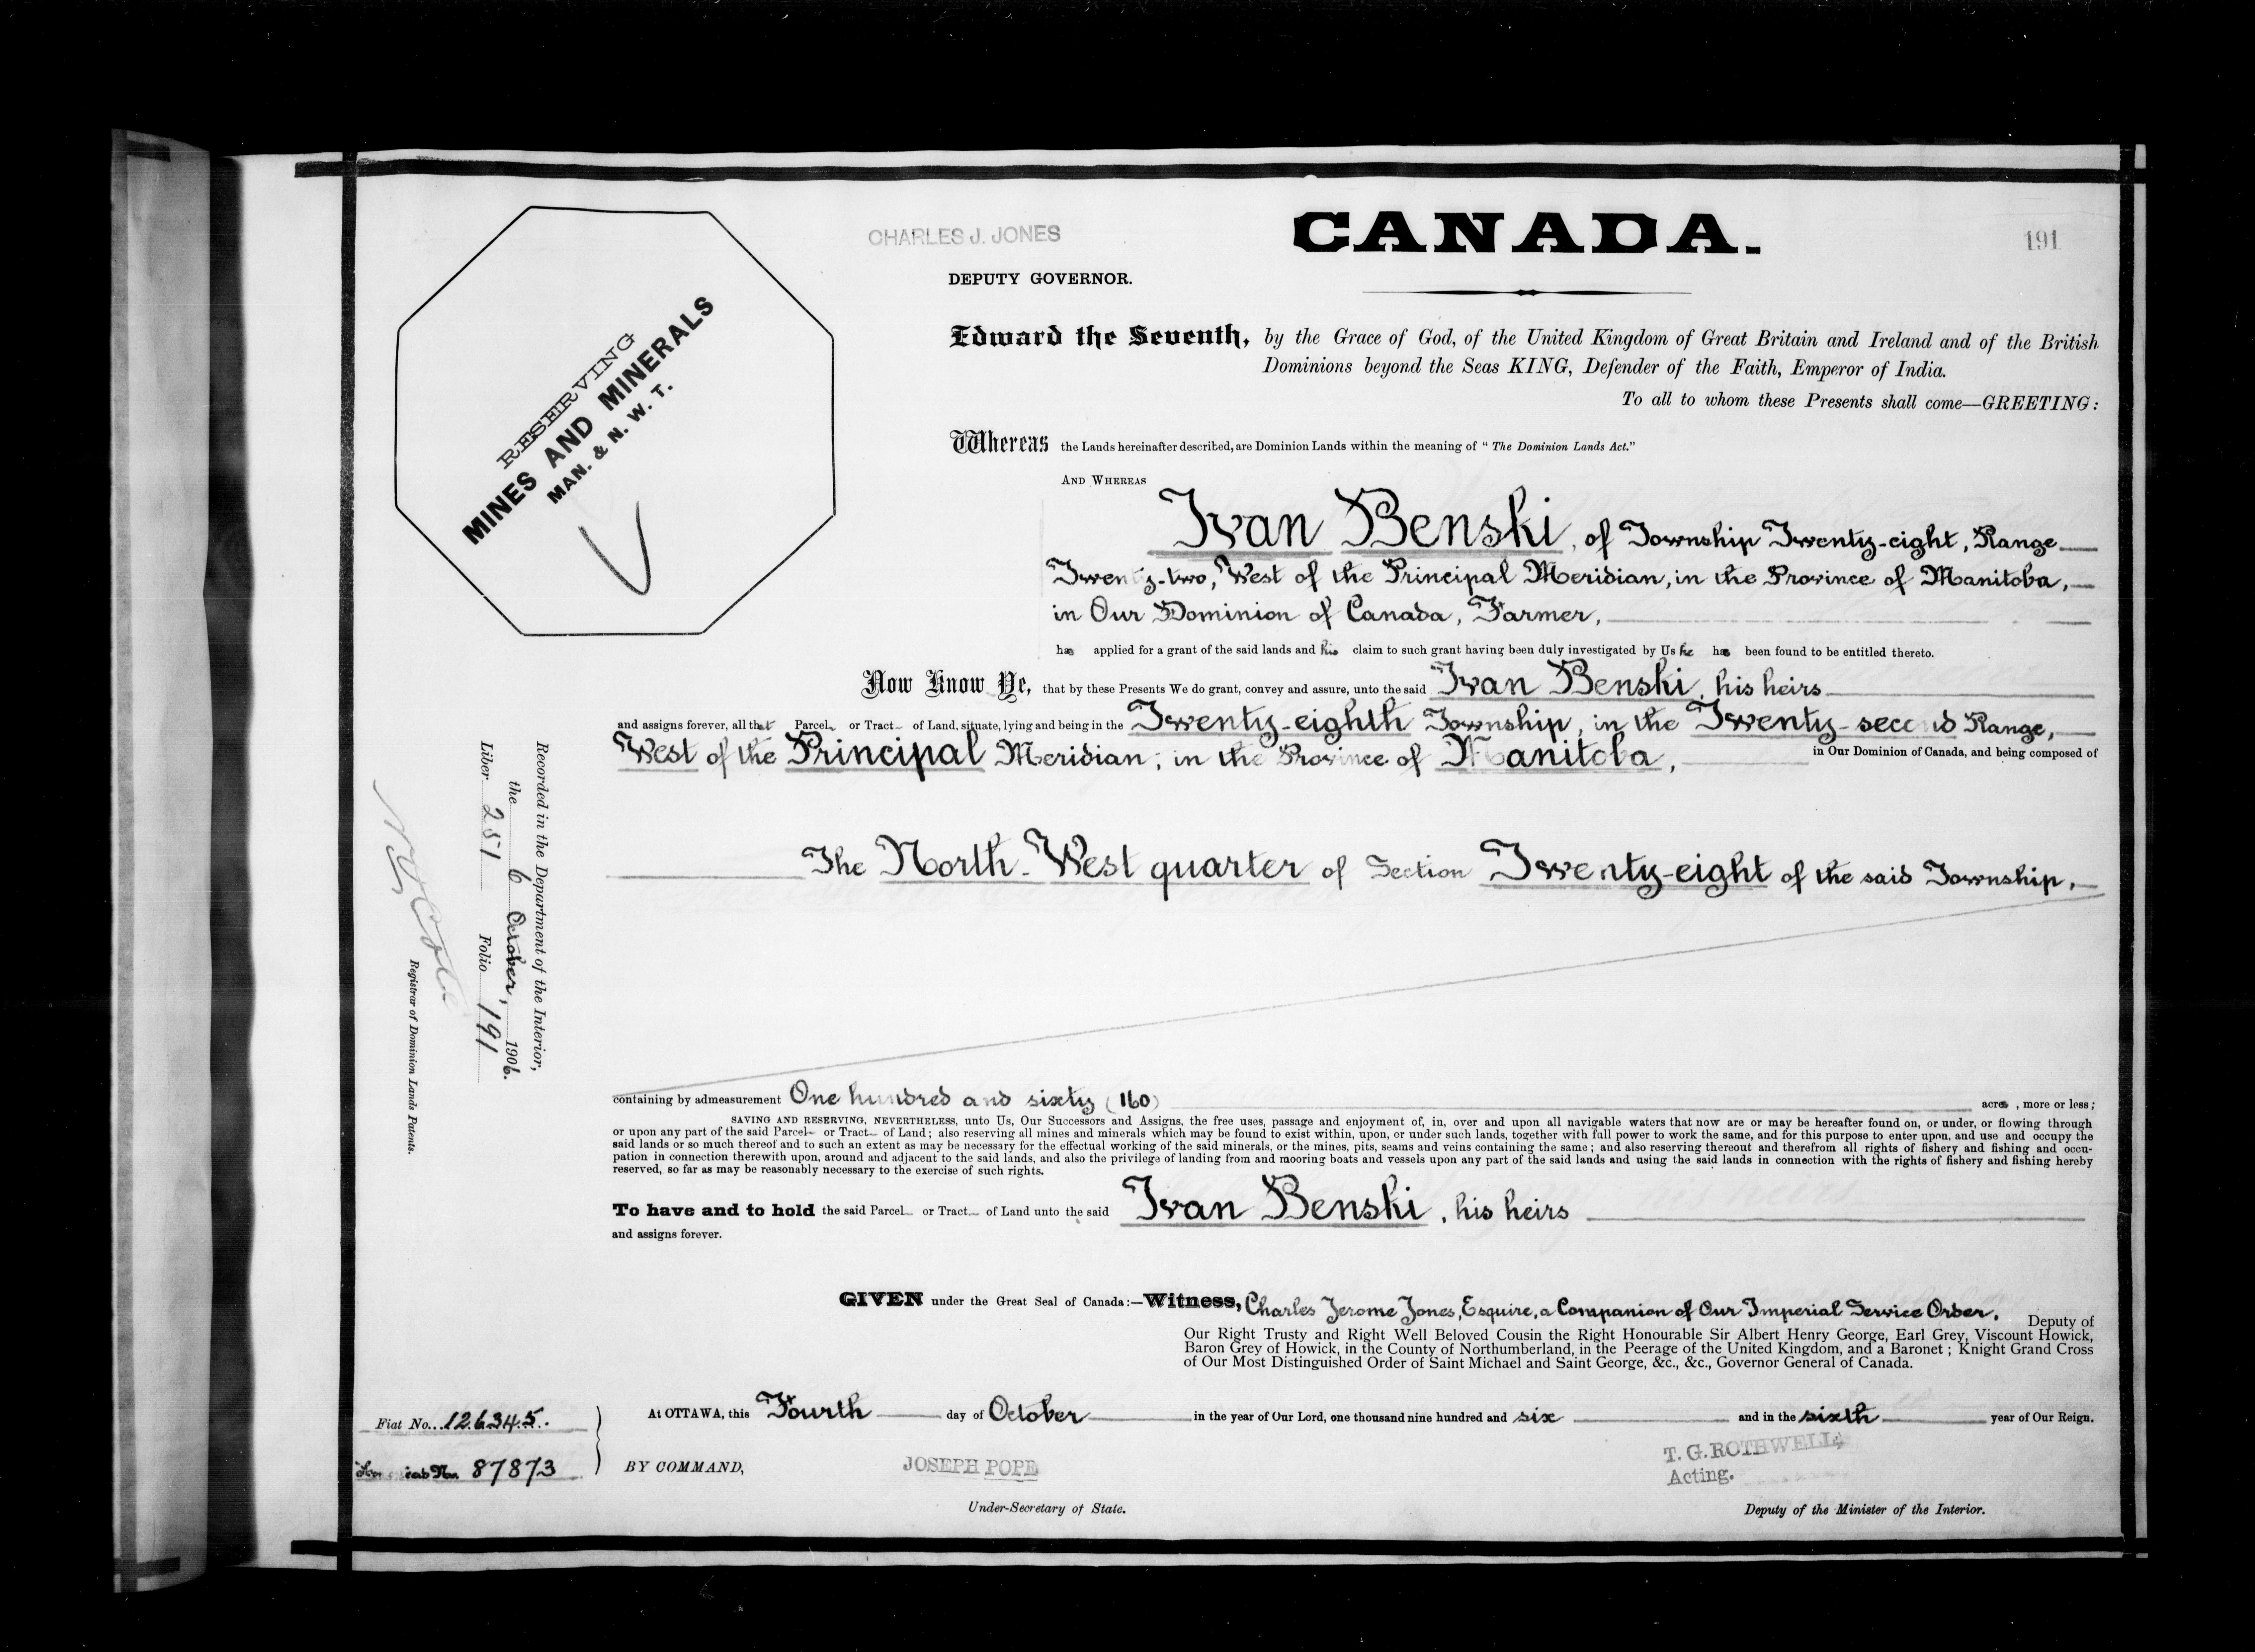 CHARLES J. JONES
CANADA.
191
DEPUTY GOVERNOR.
RESERVING
MINES AND MINERALS
MAN. & N. W. T.
Edward the Seventh, by the Grace of God, of the United Kingdom of Great Britain and Ireland and of the British
Dominions beyond the Seas KING, Defender of the Faith, Emperor of India.
To all to whom these Presents shall come—GREETING:
Whereas the Lands hereinafter described, are Dominion Lands within the meaning of "The Dominion Lands Act."
AND WHEREAS
Ivan Benski, of Township Twenty-eight, Range
Twenty-two, West of the Principal Meridian, in the Province of Manitoba,
in Our Dominion of Canada, Farmer,
has applied for a grant of the said lands and his claim to such grant having been duly investigated by Us he has been found to be entitled thereto.
Now Know Ye, that by these Presents We do grant, convey and assure, unto the said Ivan Benski, his heirs
and assigns forever, all that Parcel or Tract of Land, situate, lying and being in the Twenty-eighth Township, in the Twenty-second Range,
West of the Principal Meridian, in the Province of Manitoba, in Our Dominion of Canada, and being composed of
The North-West quarter of Section Twenty-eight of the said Township,
containing by admeasurement One hundred and sixty (160) acres, more or less;
SAVING AND RESERVING, NEVERTHELESS, unto Us, Our Successors and Assigns, the free uses, passage and enjoyment of, in, over and upon all navigable waters that now are or may be hereafter found on, or under, or flowing through
or upon any part of the said Parcel or Tract of Land; also reserving all mines and minerals which may be found to exist within, upon, or under such lands, together with full power to work the same, and for this purpose to enter upon, and use and occupy the
said lands or so much thereof and to such an extent as may be necessary for the effectual working of the said minerals, or the mines, pits, seams and veins containing the same; and also reserving thereout and therefrom all rights of fishery and fishing and occu-
pation in connection therewith upon, around and adjacent to the said lands, and also the privilege of landing from and mooring boats and vessels upon any part of the said lands and using the said lands in connection with the rights of fishery and fishing hereby
reserved, so far as may be reasonably necessary to the exercise of such rights.
To have and to hold the said Parcel or Tract of Land unto the said Ivan Benski, his heirs
and assigns forever.
GIVEN under the Great Seal of Canada:—Witness, Charles Jerome Jones, Esquire, a Companion of Our Imperial Service Order, Deputy of
Our Right Trusty and Right Well Beloved Cousin the Right Honourable Sir Albert Henry George, Earl Grey, Viscount Howick,
Baron Grey of Howick, in the County of Northumberland, in the Peerage of the United Kingdom, and a Baronet; Knight Grand Cross
of Our Most Distinguished Order of Saint Michael and Saint George, &c., &c., Governor General of Canada.
At OTTAWA, this Fourth day of October in the year of Our Lord, one thousand nine hundred and six and in the sixth year of Our Reign.
Fiat No. 126345.
No. 87873
BY COMMAND,
JOSEPH POPE
Under-Secretary of State.
T. G. ROTHWELL,
Acting.
Deputy of the Minister of the Interior.
Recorded in the Department of the Interior,
the 6 October, 1906.
Liber 251 Folio 191
Registrar of Dominion Lands Patents.